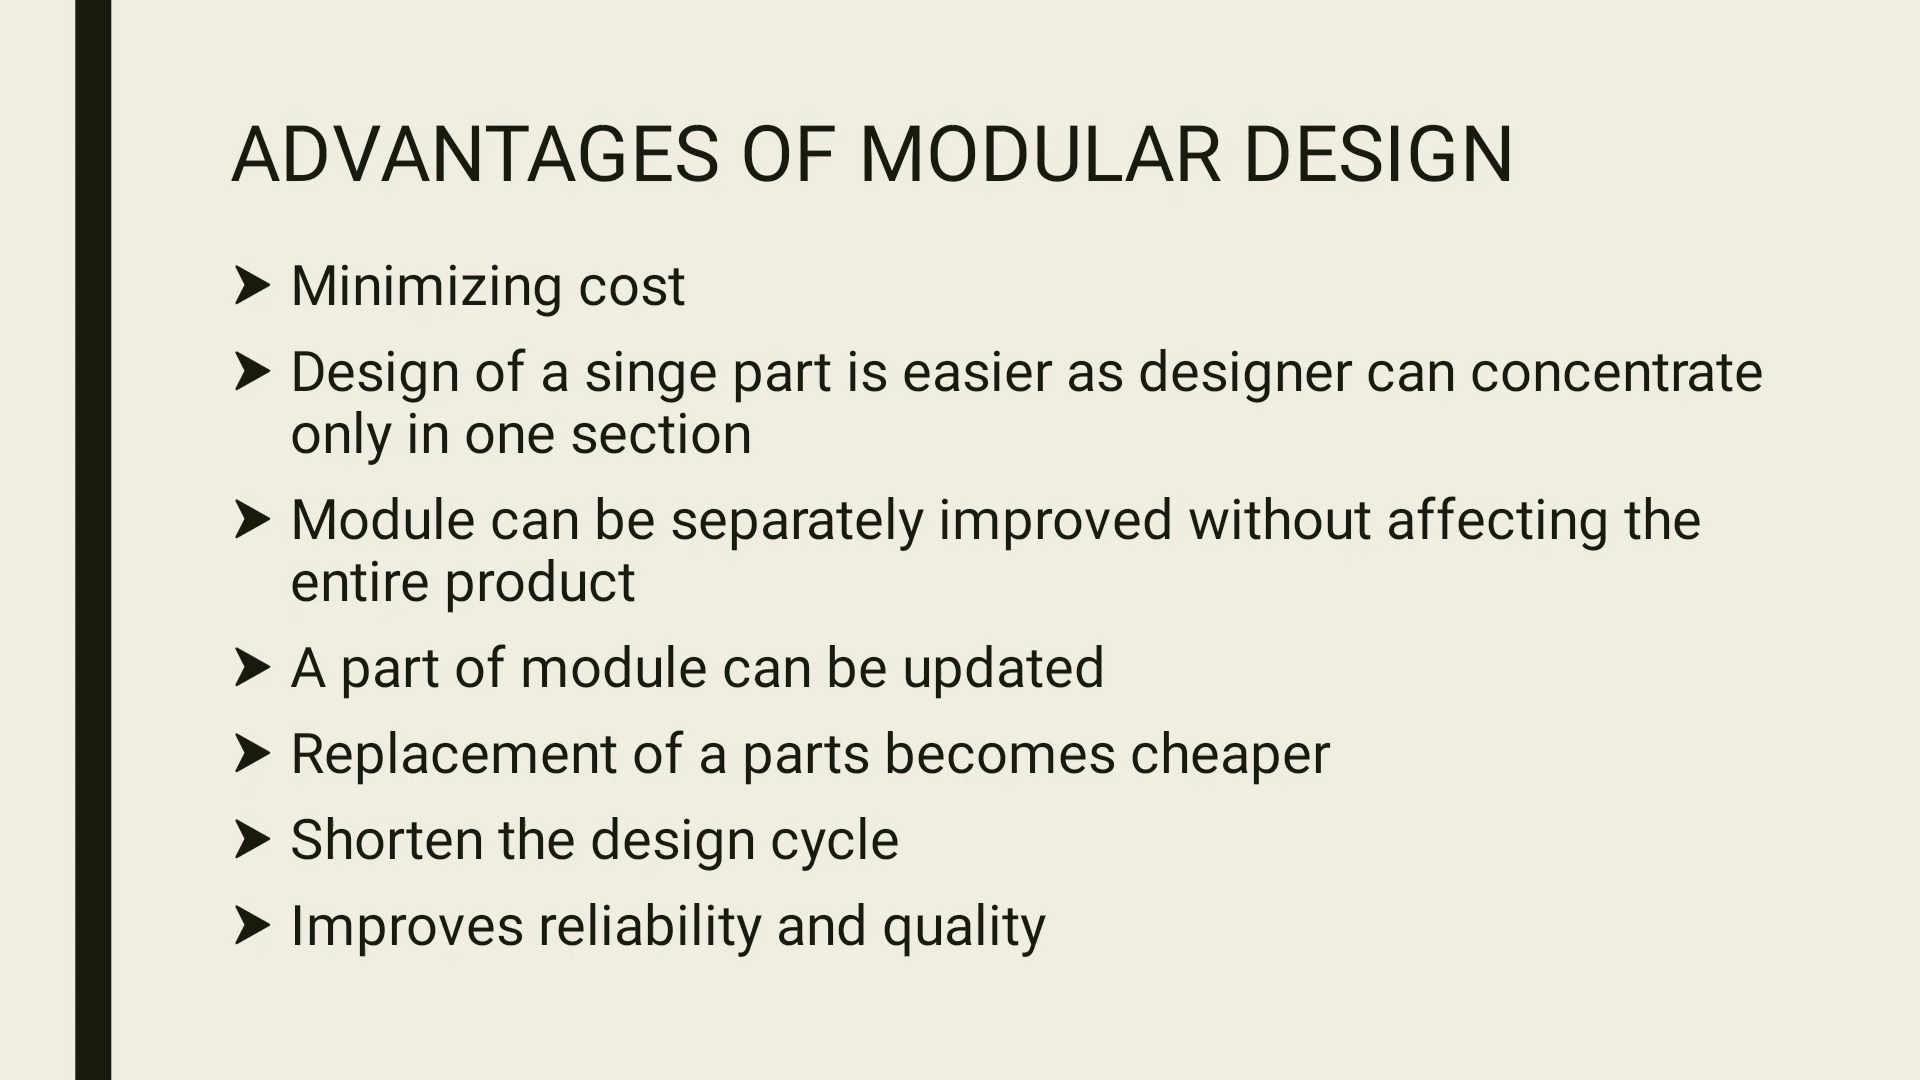 ADVANTAGES OF MODULAR DESIGN
➤ Minimizing cost
➤ Design of a singe part is easier as designer can concentrate
only in one section
➤ Module can be separately improved without affecting the
entire product
➤ A part of module can be updated
➤ Replacement of a parts becomes cheaper
➤ Shorten the design cycle
➤ Improves reliability and quality